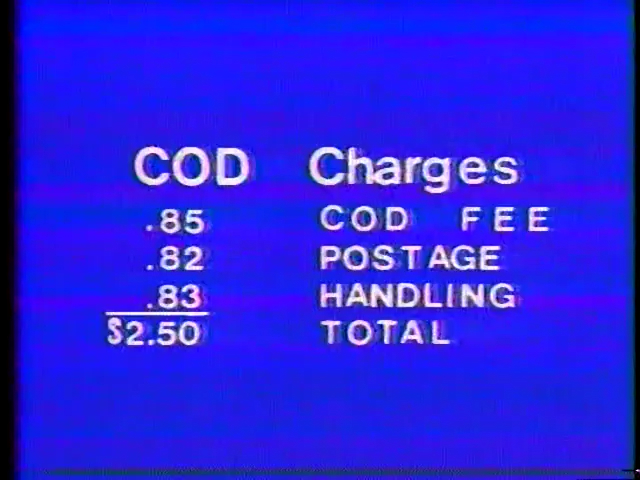 COD Charges
.85 COD FEE
.82 POSTAGE
.83 HANDLING
$2.50 TOTAL